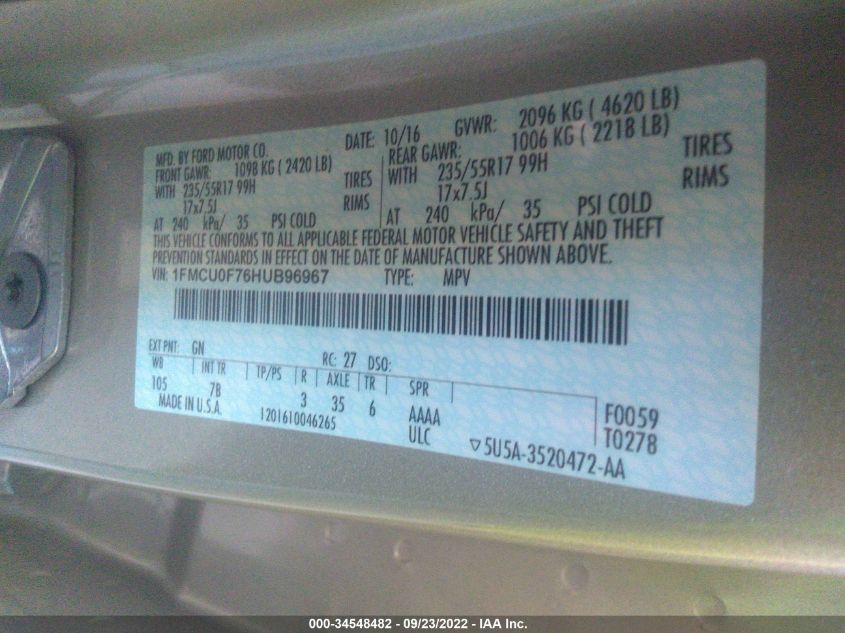 MFD. BY FORD MOTOR CO. DATE: 10/16 GVWR: 2096 KG ( 4620 LB)
FRONT GAWR: 1098 KG ( 2420 LB) REAR GAWR: 1006 KG ( 2218 LB)
WITH 235/55R17 99H TIRES WITH 235/55R17 99H TIRES
17x7.5J RIMS 17x7.5J RIMS
AT 240 kPa/ 35 PSI COLD AT 240 kPa/ 35 PSI COLD
THIS VEHICLE CONFORMS TO ALL APPLICABLE FEDERAL MOTOR VEHICLE SAFETY AND THEFT
PREVENTION STANDARDS IN EFFECT ON THE DATE OF MANUFACTURE SHOWN ABOVE.
VIN: 1FMCU0F76HUB96967 TYPE: MPV
EXT PNT: GN RC: 27 DSO:
WB INT TR TP/PS R AXLE TR SPR
105 7B 3 35 6 AAAA F0059
MADE IN U.S.A. 1201610046265 ULC T0278
▽5U5A-3520472-AA
000-34548482 - 09/23/2022 - IAA Inc.